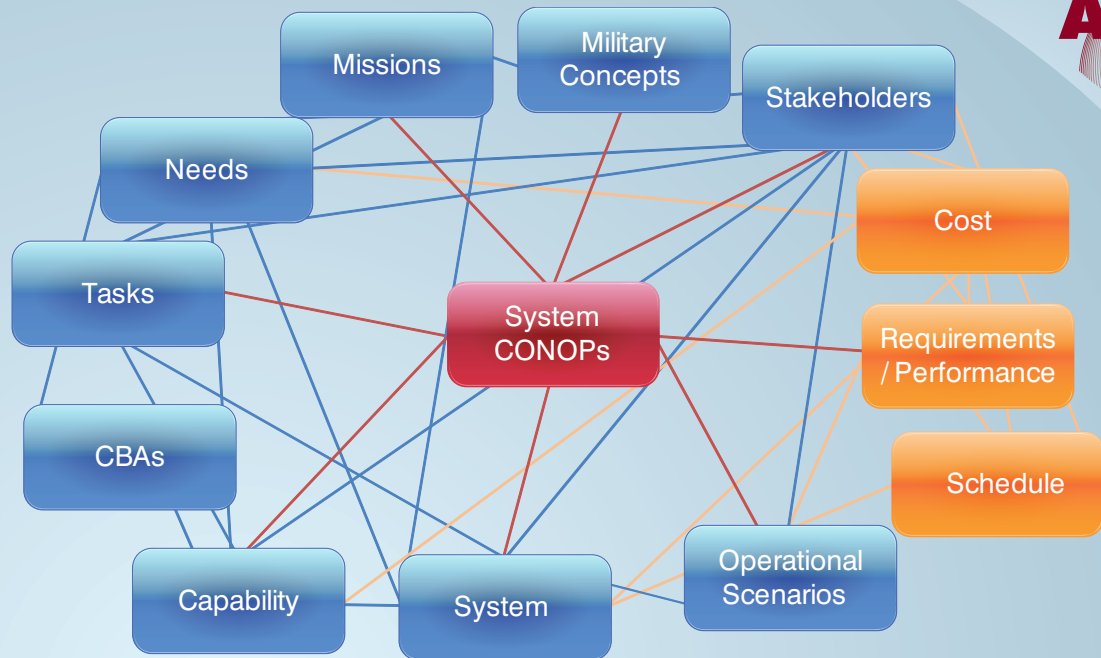 Missions
Military
Concepts
Stakeholders
Needs
Cost
Tasks
System
CONOPs
Requirements
/ Performance
CBAs
Schedule
Capability
System
Operational
Scenarios